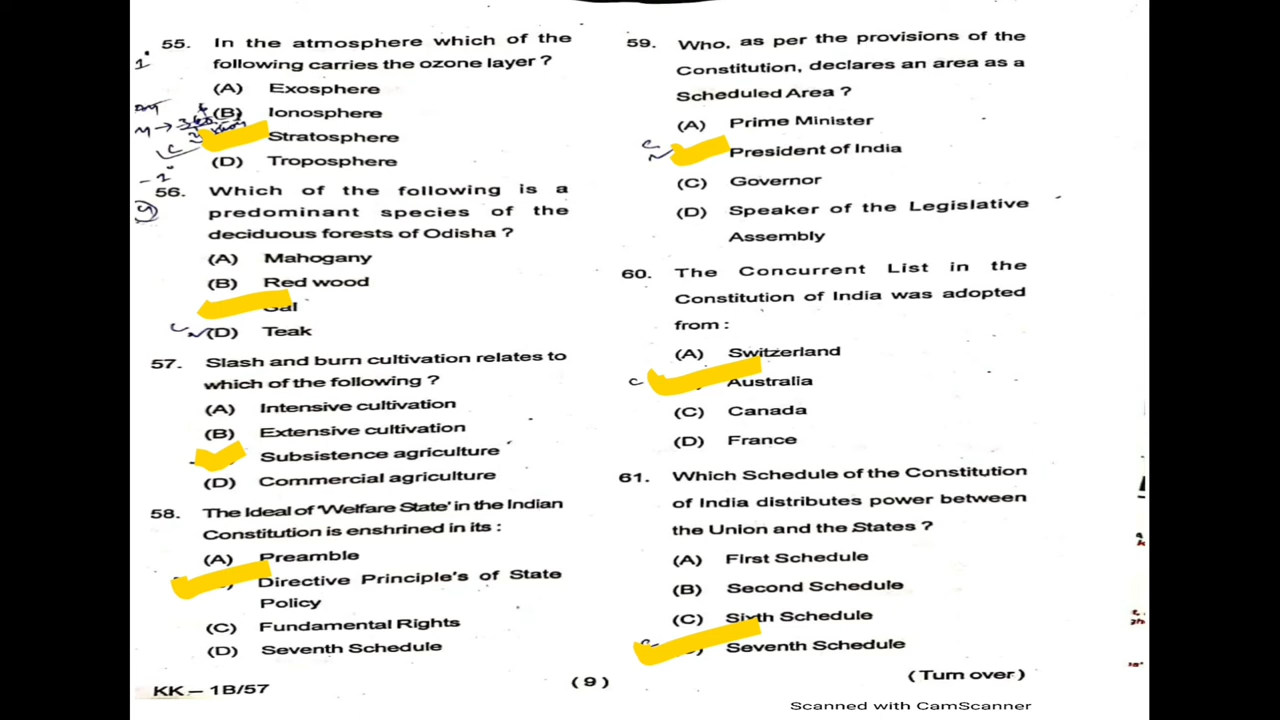 55. In the atmosphere which of the
following carries the ozone layer ?
(A) Exosphere
(B) Ionosphere
Stratosphere
(D) Troposphere
56. Which of the following is a
predominant species of the
deciduous forests of Odisha ?
(A) Mahogany
(B) Red wood
Sal
(D) Teak
57. Slash and burn cultivation relates to
which of the following ?
(A) Intensive cultivation
(B) Extensive cultivation
Subsistence agriculture
(D) Commercial agriculture
58. The Ideal of 'Welfare State' in the Indian
Constitution is enshrined in its :
(A) Preamble
Directive Principle's of State
Policy
(C) Fundamental Rights
(D) Seventh Schedule
KK – 1B/57
(9)
59. Who, as per the provisions of the
Constitution, declares an area as a
Scheduled Area ?
(A) Prime Minister
President of India
(C) Governor
(D) Speaker of the Legislative
Assembly
60. The Concurrent List in the
Constitution of India was adopted
from :
(A) Switzerland
Australia
(C) Canada
(D) France
61. Which Schedule of the Constitution
of India distributes power between
the Union and the States ?
(A) First Schedule
(B) Second Schedule
(C) Sixth Schedule
Seventh Schedule
(Turn over)
Scanned with CamScanner